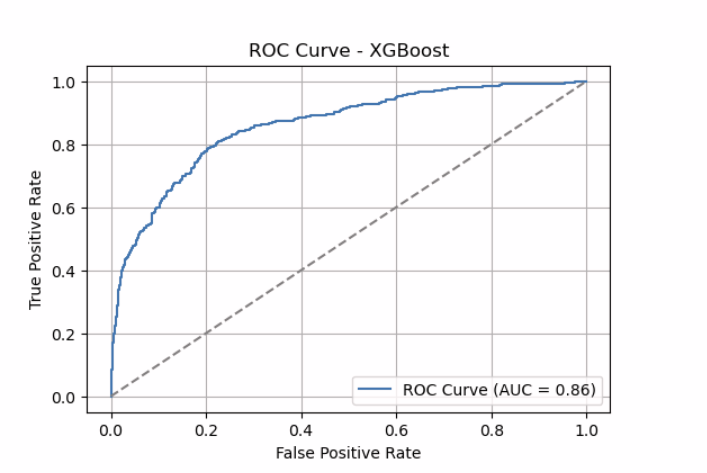 ROC Curve - XGBoost
True Positive Rate
1.0
0.8
0.6
0.4
0.2
0.0
ROC Curve (AUC = 0.86)
0.0 0.2 0.4 0.6 0.8 1.0
False Positive Rate